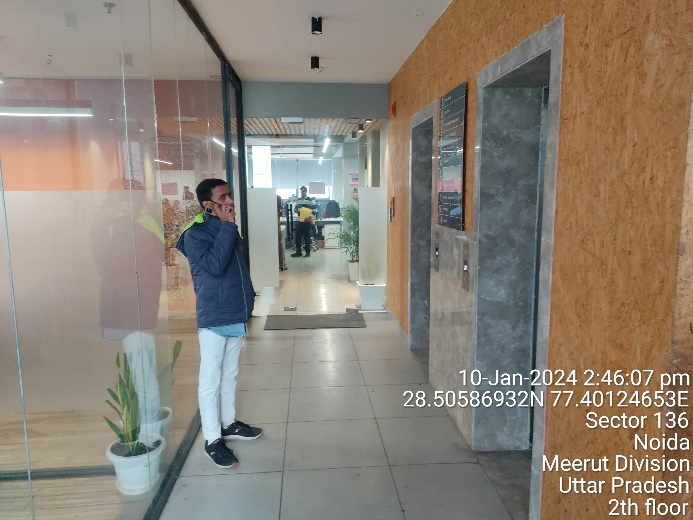 10-Jan-2024 2:46:07 pm
28.50586932N 77.40124653E
Sector 136
Noida
Meerut Division
Uttar Pradesh
2th floor